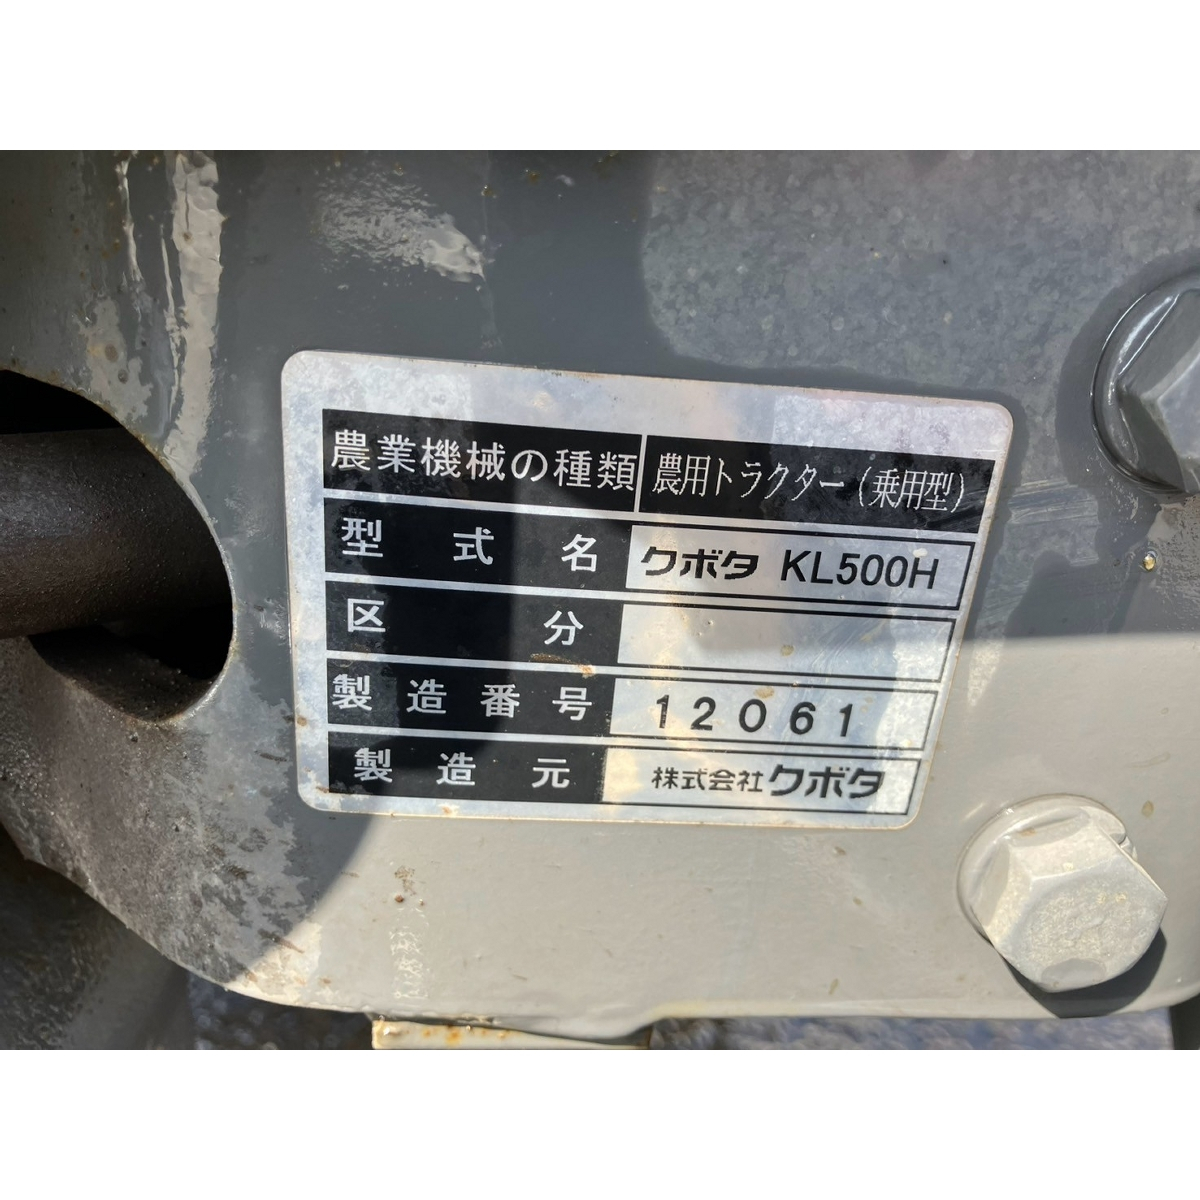 農業機械の種類 農用トラクター(乗用型)
型式名 クボタ KL500H
区分
製造番号 12061
製造元 株式会社クボタ